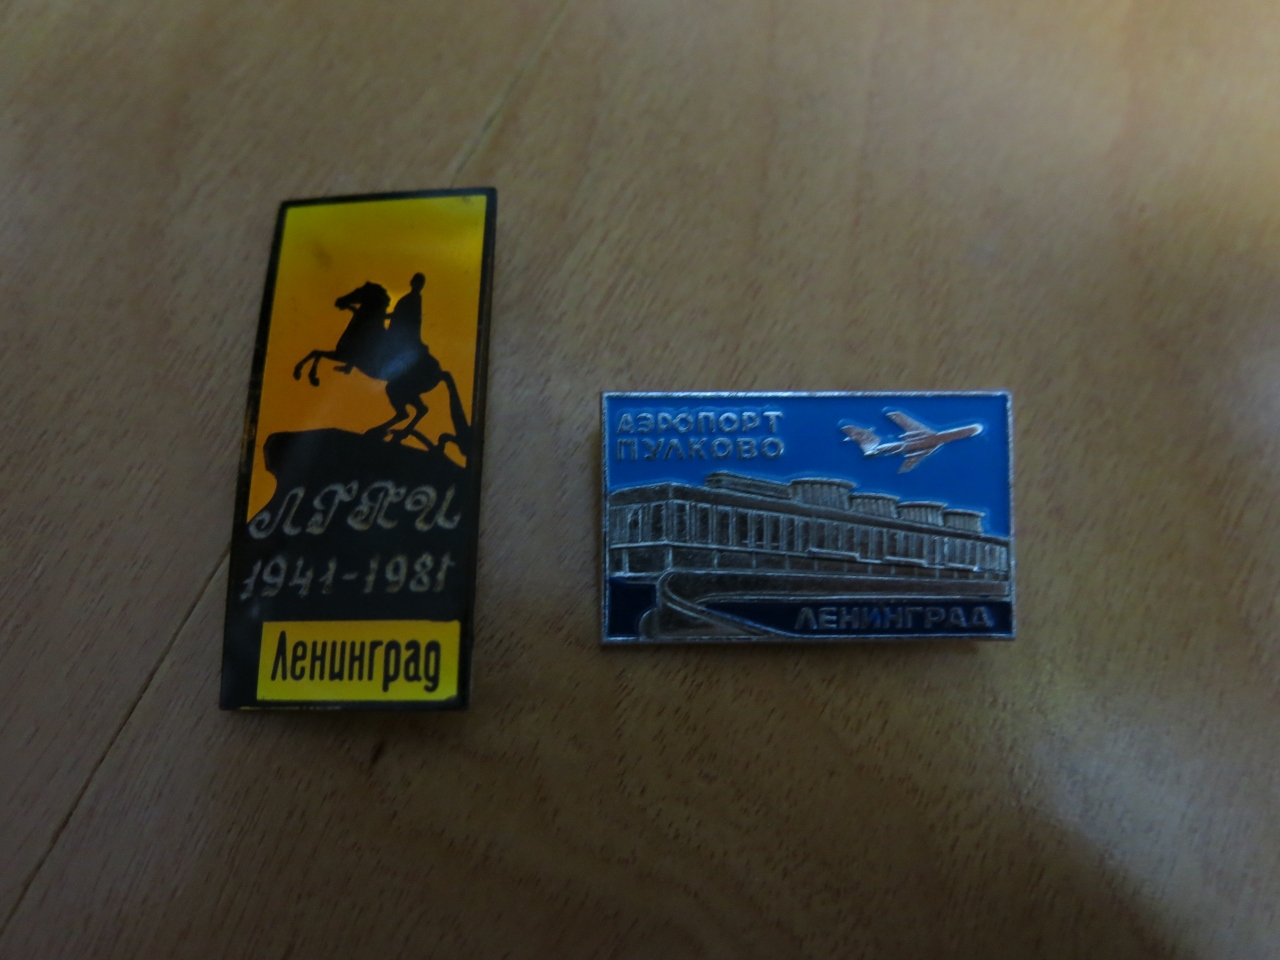 ЛГПИ
1941-1981
Ленинград
АЭРОПОРТ
ПУЛКОВО
ЛЕНИНГРАД